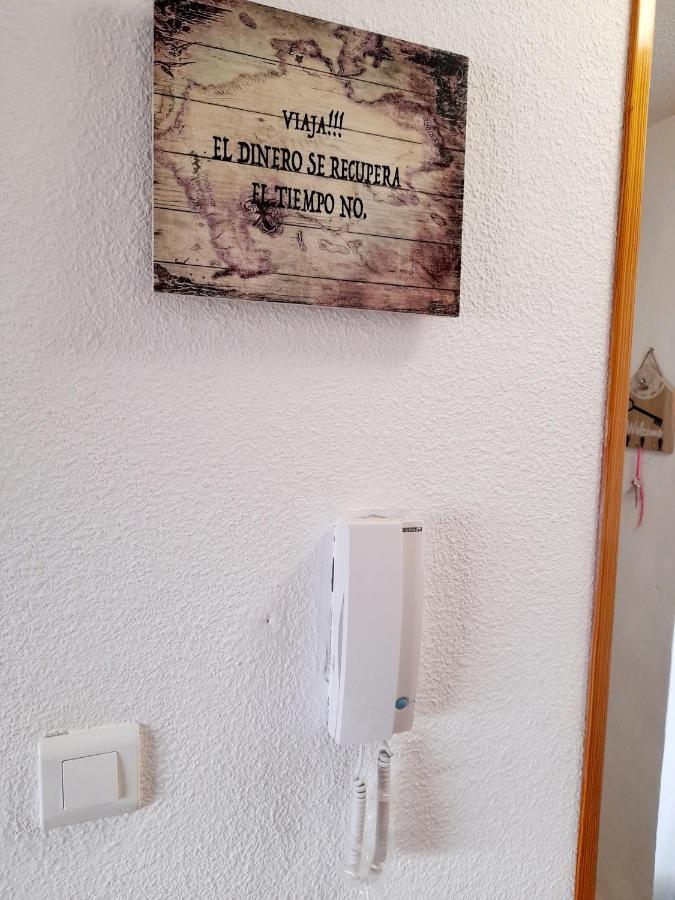 VIAJA!!!
EL DINERO SE RECUPERA
EL TIEMPO NO.
Welcome